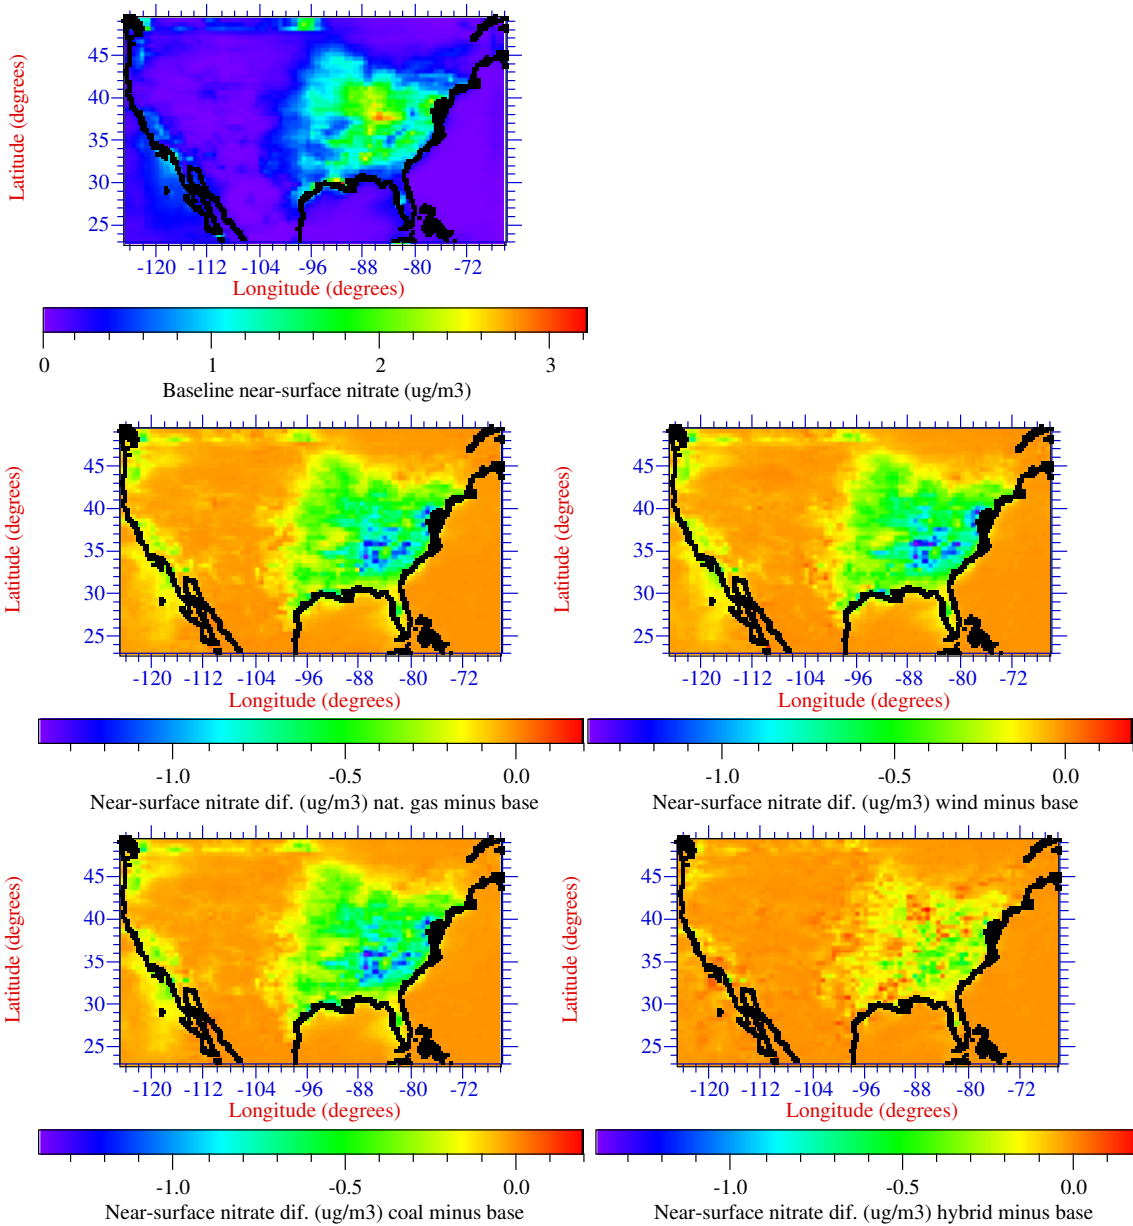 Latitude (degrees)
45
40
35
30
25
-120 -112 -104 -96 -88 -80 -72
Longitude (degrees)
0 1 2 3
Baseline near-surface nitrate (ug/m3)
Latitude (degrees)
45
40
35
30
25
-120 -112 -104 -96 -88 -80 -72
Longitude (degrees)
-1.0 -0.5 0.0
Near-surface nitrate dif. (ug/m3) nat. gas minus base
Latitude (degrees)
45
40
35
30
25
-120 -112 -104 -96 -88 -80 -72
Longitude (degrees)
-1.0 -0.5 0.0
Near-surface nitrate dif. (ug/m3) wind minus base
Latitude (degrees)
45
40
35
30
25
-120 -112 -104 -96 -88 -80 -72
Longitude (degrees)
-1.0 -0.5 0.0
Near-surface nitrate dif. (ug/m3) coal minus base
Latitude (degrees)
45
40
35
30
25
-120 -112 -104 -96 -88 -80 -72
Longitude (degrees)
-1.0 -0.5 0.0
Near-surface nitrate dif. (ug/m3) hybrid minus base